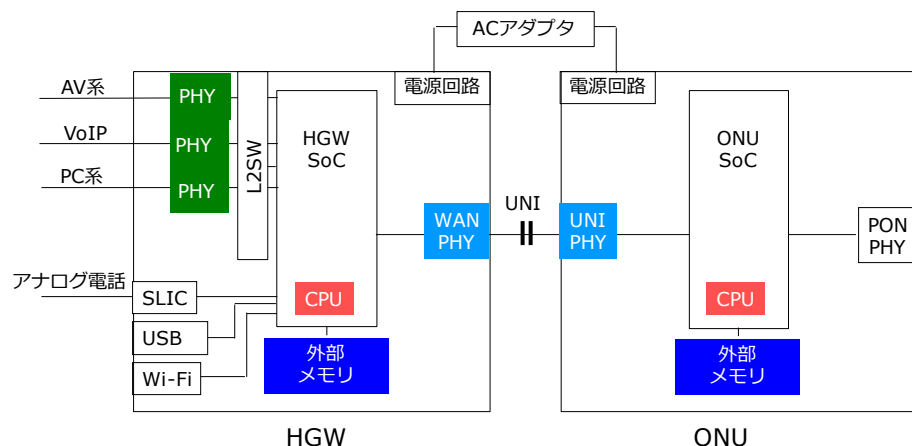 ACアダプタ
電源回路
電源回路
AV系
PHY
VoIP
PHY
PC系
PHY
L2SW
HGW
SoC
ONU
SoC
WAN
PHY
UNI
UNI
PHY
PON
PHY
アナログ電話
SLIC
CPU
CPU
USB
外部
メモリ
外部
メモリ
Wi-Fi
HGW
ONU